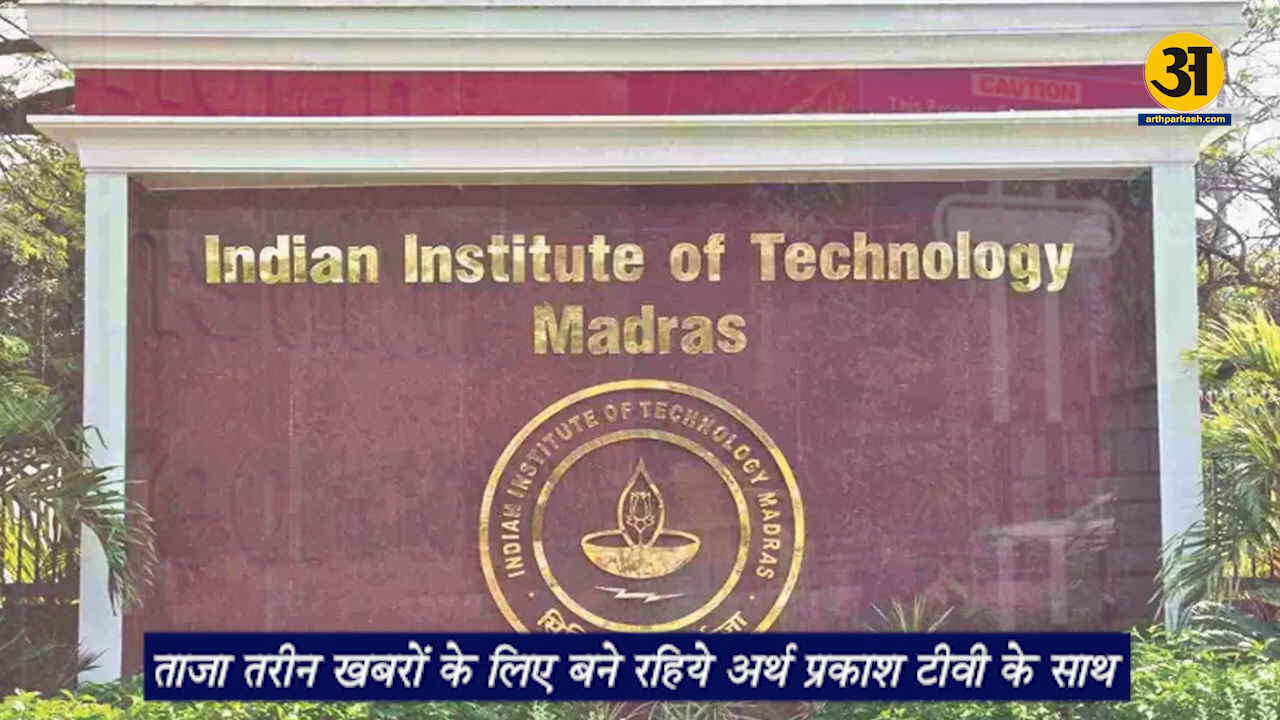 CAUTION
अ
arthparkash.com
Indian Institute of Technology
Madras
INDIAN INSTITUTE OF TECHNOLOGY MADRAS
ताजा तरीन खबरों के लिए बने रहिये अर्थ प्रकाश टीवी के साथ